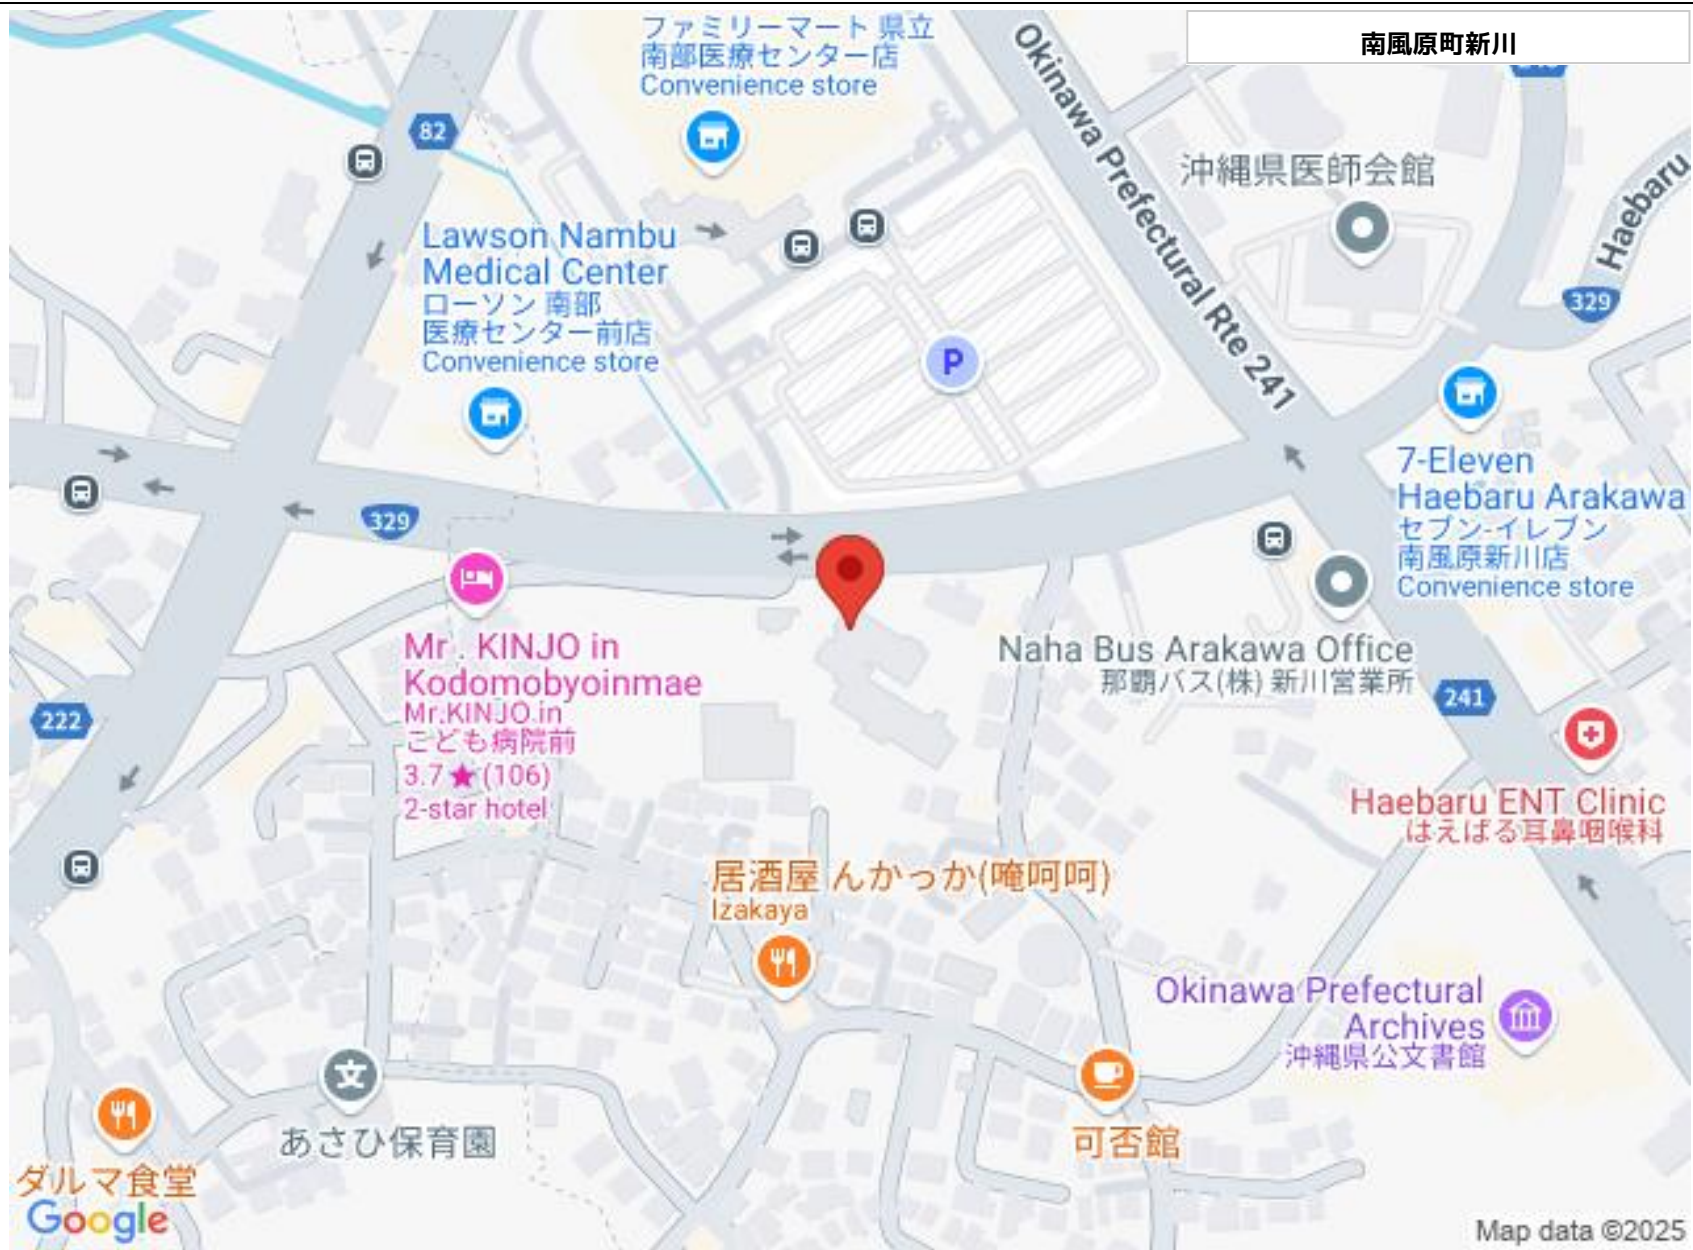 南風原町新川
ファミリーマート 県立
南部医療センター店
Convenience store
Okinawa Prefectural Rte 241
82
沖縄県医師会館
Haebaru
329
Lawson Nambu
Medical Center
ローソン 南部
医療センター前店
Convenience store
P
7-Eleven
Haebaru Arakawa
セブン-イレブン
南風原新川店
Convenience store
329
Mr . KINJO in
Kodomobyoinmae
Mr.KINJO in
こども病院前
3.7★(106)
2-star hotel
Naha Bus Arakawa Office
那覇バス(株) 新川営業所
241
222
Haebaru ENT Clinic
はえばる耳鼻咽喉科
居酒屋 んかっか(唵呵呵)
Izakaya
Okinawa Prefectural
Archives
沖縄県公文書館
文
あさひ保育園
可否館
ダルマ食堂
Google
Map data ©2025